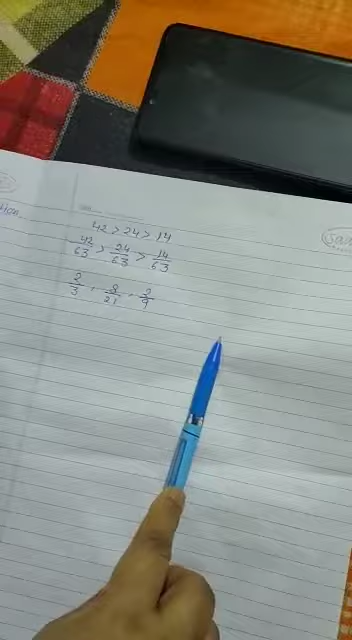 42 > 24 > 14
42/63 > 24/63 > 14/63
2/3 , 8/21 , 2/9